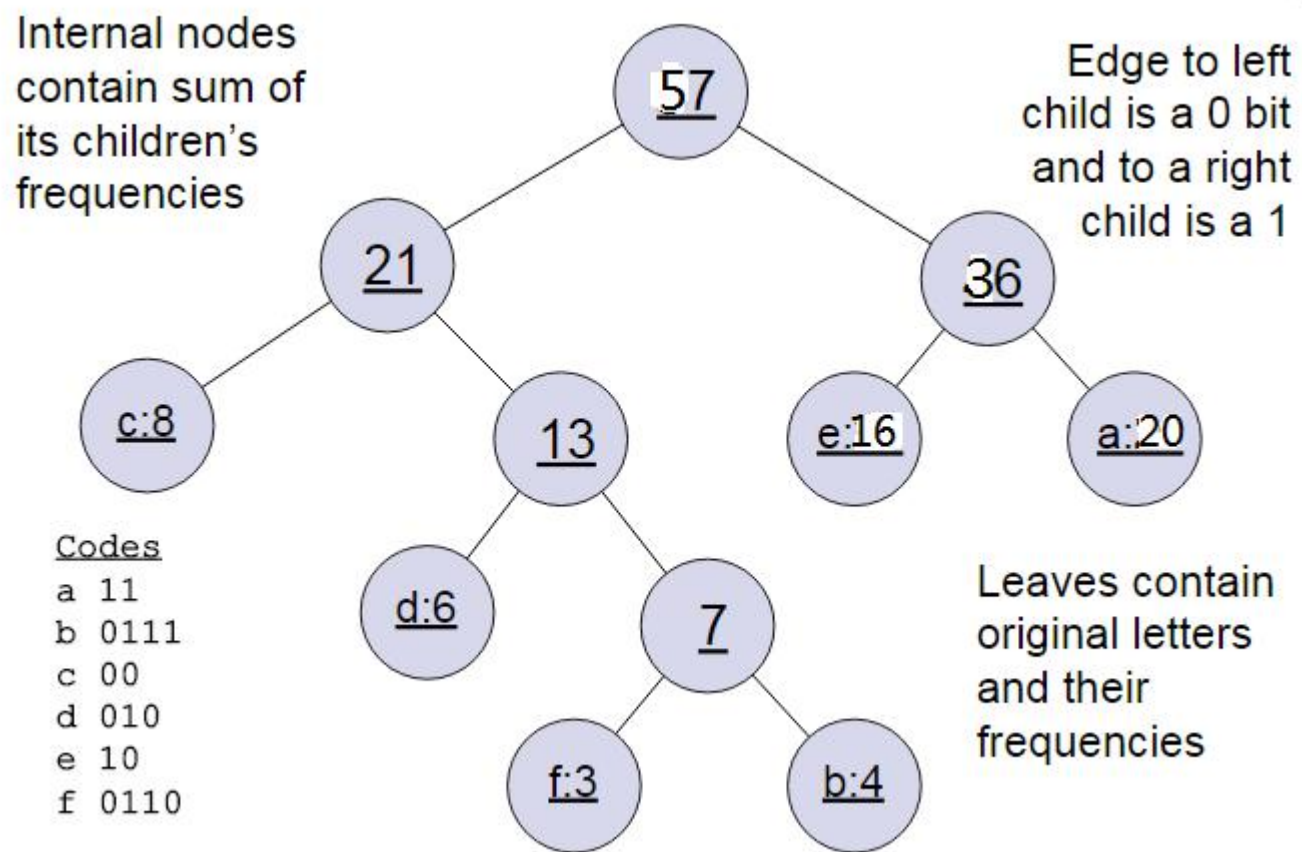 Internal nodes
contain sum of
its children's
frequencies
57
Edge to left
child is a 0 bit
and to a right
child is a 1
21
36
c:8
13
e:16
a:20
Codes
a 11
b 0111
c 00
d 010
e 10
f 0110
d:6
7
Leaves contain
original letters
and their
frequencies
f:3
b:4